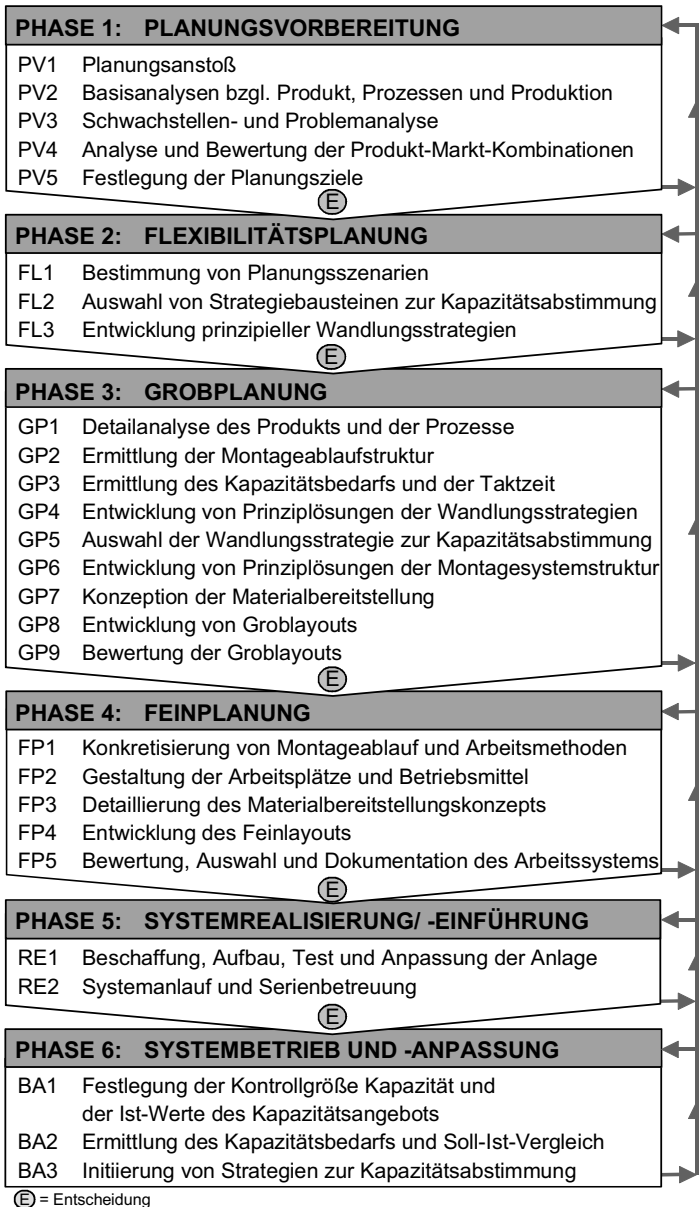 PHASE 1: PLANUNGSVORBEREITUNG
PV1 Planungsanstoß
PV2 Basisanalysen bzgl. Produkt, Prozessen und Produktion
PV3 Schwachstellen- und Problemanalyse
PV4 Analyse und Bewertung der Produkt-Markt-Kombinationen
PV5 Festlegung der Planungsziele
E
PHASE 2: FLEXIBILITÄTSPLANUNG
FL1 Bestimmung von Planungsszenarien
FL2 Auswahl von Strategiebausteinen zur Kapazitätsabstimmung
FL3 Entwicklung prinzipieller Wandlungsstrategien
E
PHASE 3: GROBPLANUNG
GP1 Detailanalyse des Produkts und der Prozesse
GP2 Ermittlung der Montageablaufstruktur
GP3 Ermittlung des Kapazitätsbedarfs und der Taktzeit
GP4 Entwicklung von Prinziplösungen der Wandlungsstrategien
GP5 Auswahl der Wandlungsstrategie zur Kapazitätsabstimmung
GP6 Entwicklung von Prinziplösungen der Montagesystemstruktur
GP7 Konzeption der Materialbereitstellung
GP8 Entwicklung von Groblayouts
GP9 Bewertung der Groblayouts
E
PHASE 4: FEINPLANUNG
FP1 Konkretisierung von Montageablauf und Arbeitsmethoden
FP2 Gestaltung der Arbeitsplätze und Betriebsmittel
FP3 Detaillierung des Materialbereitstellungskonzepts
FP4 Entwicklung des Feinlayouts
FP5 Bewertung, Auswahl und Dokumentation des Arbeitssystems
E
PHASE 5: SYSTEMREALISIERUNG/ -EINFÜHRUNG
RE1 Beschaffung, Aufbau, Test und Anpassung der Anlage
RE2 Systemanlauf und Serienbetreuung
E
PHASE 6: SYSTEMBETRIEB UND -ANPASSUNG
BA1 Festlegung der Kontrollgröße Kapazität und
der Ist-Werte des Kapazitätsangebots
BA2 Ermittlung des Kapazitätsbedarfs und Soll-Ist-Vergleich
BA3 Initiierung von Strategien zur Kapazitätsabstimmung
E = Entscheidung